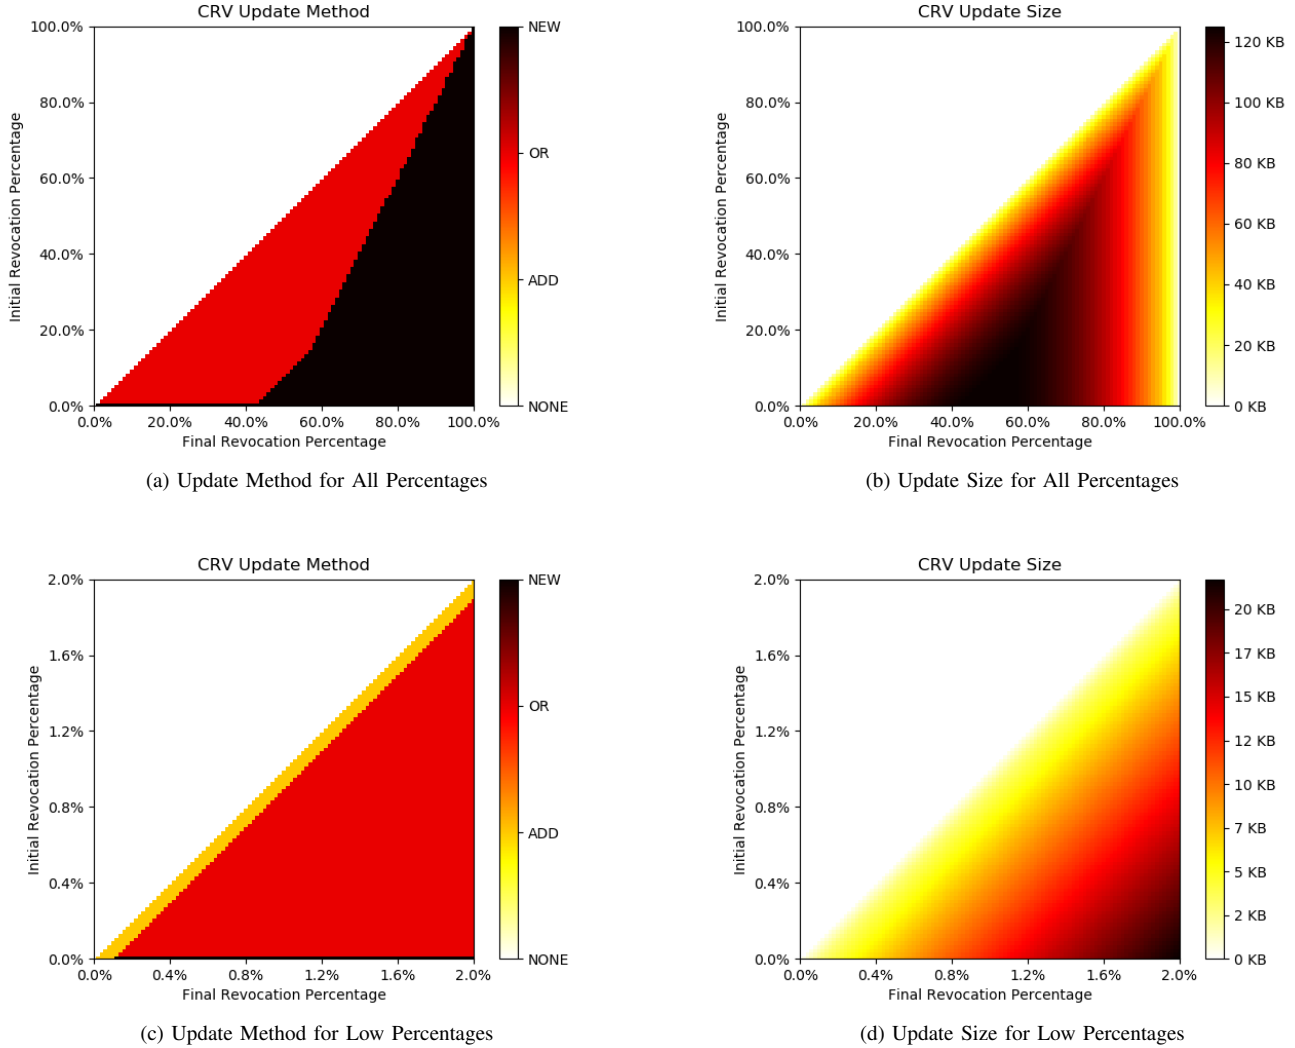 CRV Update Method
100.0%
80.0%
60.0%
40.0%
20.0%
0.0%
Initial Revocation Percentage
0.0% 20.0% 40.0% 60.0% 80.0% 100.0%
Final Revocation Percentage
NEW
OR
ADD
NONE
(a) Update Method for All Percentages
CRV Update Size
100.0%
80.0%
60.0%
40.0%
20.0%
0.0%
Initial Revocation Percentage
0.0% 20.0% 40.0% 60.0% 80.0% 100.0%
Final Revocation Percentage
120 KB
100 KB
80 KB
60 KB
40 KB
20 KB
0 KB
(b) Update Size for All Percentages
CRV Update Method
2.0%
1.6%
1.2%
0.8%
0.4%
0.0%
Initial Revocation Percentage
0.0% 0.4% 0.8% 1.2% 1.6% 2.0%
Final Revocation Percentage
NEW
OR
ADD
NONE
(c) Update Method for Low Percentages
CRV Update Size
2.0%
1.6%
1.2%
0.8%
0.4%
0.0%
Initial Revocation Percentage
0.0% 0.4% 0.8% 1.2% 1.6% 2.0%
Final Revocation Percentage
20 KB
17 KB
15 KB
12 KB
10 KB
7 KB
5 KB
2 KB
0 KB
(d) Update Size for Low Percentages